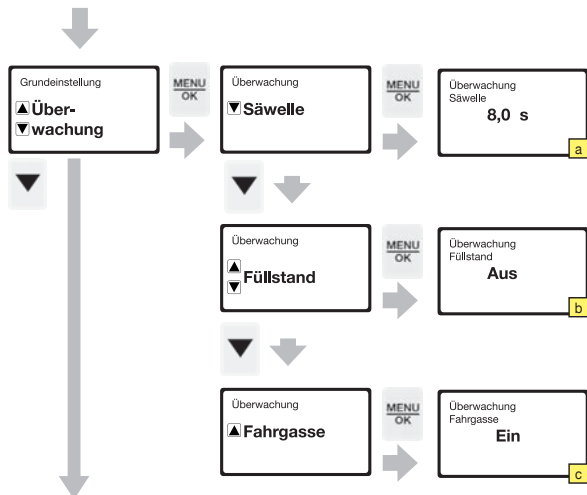 Grundeinstellung
▲Über-
▼wachung
MENU
OK
Überwachung
▼Säwelle
MENU
OK
Überwachung
Säwelle
8,0 s
a
Überwachung
▲
▼Füllstand
MENU
OK
Überwachung
Füllstand
Aus
b
Überwachung
▲Fahrgasse
MENU
OK
Überwachung
Fahrgasse
Ein
c